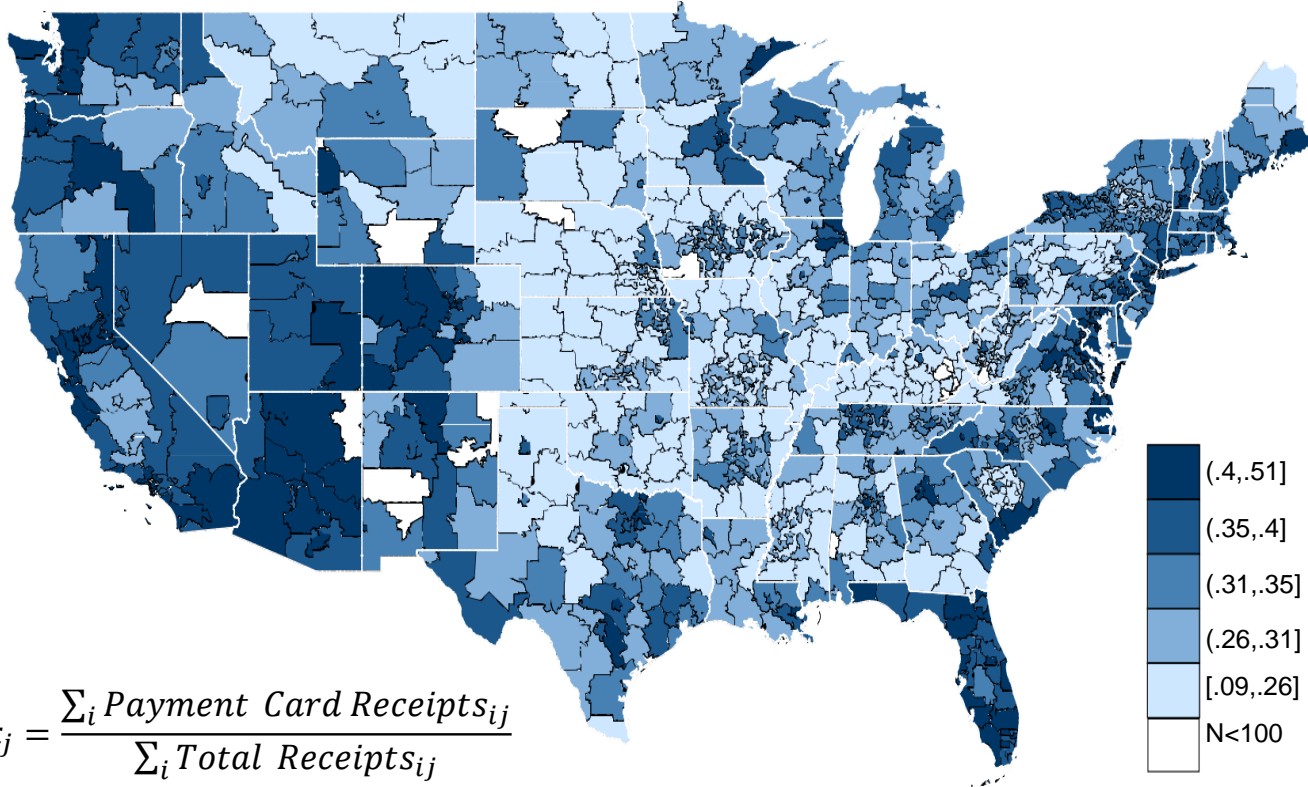 (.4,.51]
(.35,.4]
(.31,.35]
(.26,.31]
[.09,.26]
N<100
j = ∑i Payment Card Receiptsij / ∑i Total Receiptsij